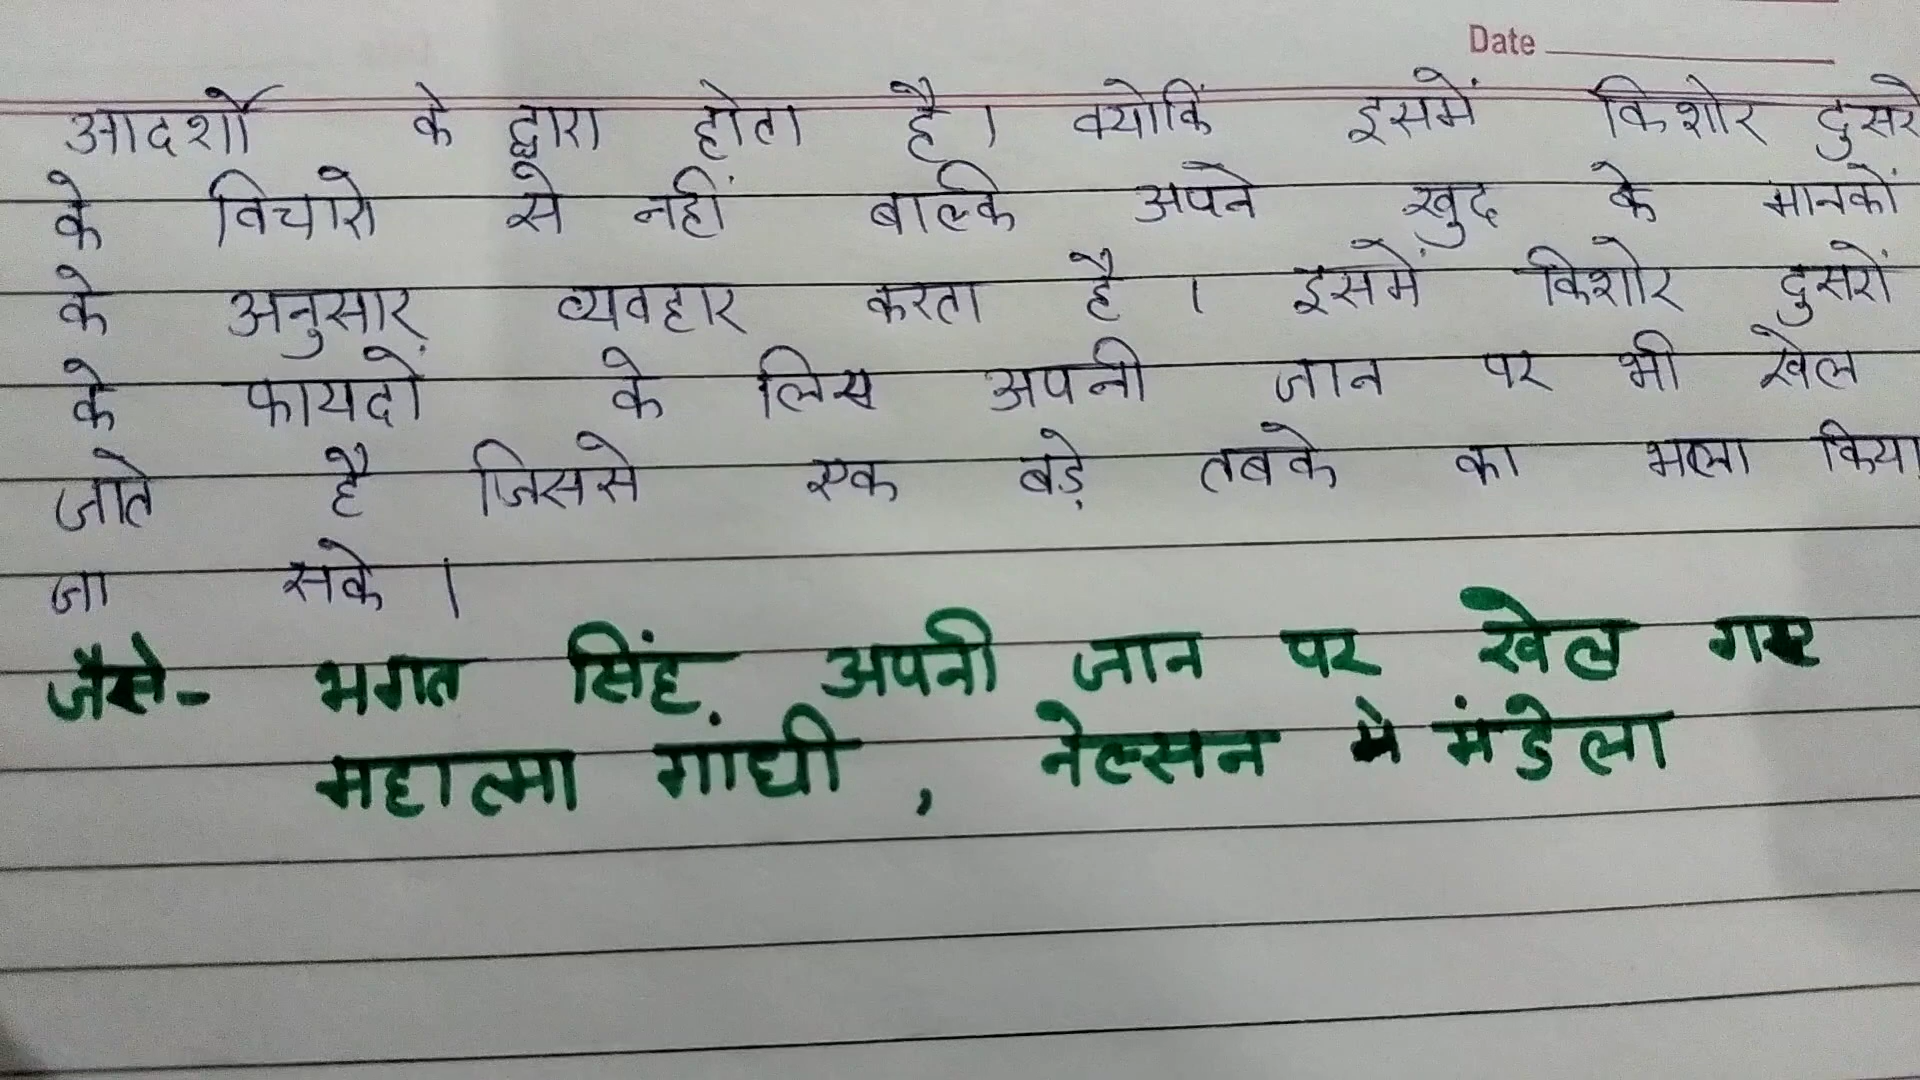 Date
आदर्शो के द्वारा होता है। क्योकिं इसमें किशोर दुसरे
के विचारो से नहीं बाल्कि अपने खुद के मानकों
के अनुसार व्यवहार करता है । इसमें किशोर दुसरों
के फायदों के लिए अपनी जान पर भी खेल
जाते है जिससे एक बड़े तबके का भला किया
जा सके ।
जैसे- भगत सिंह अपनी जान पर खेल गए
महात्मा गांधी , नेल्सन मे मंडेला